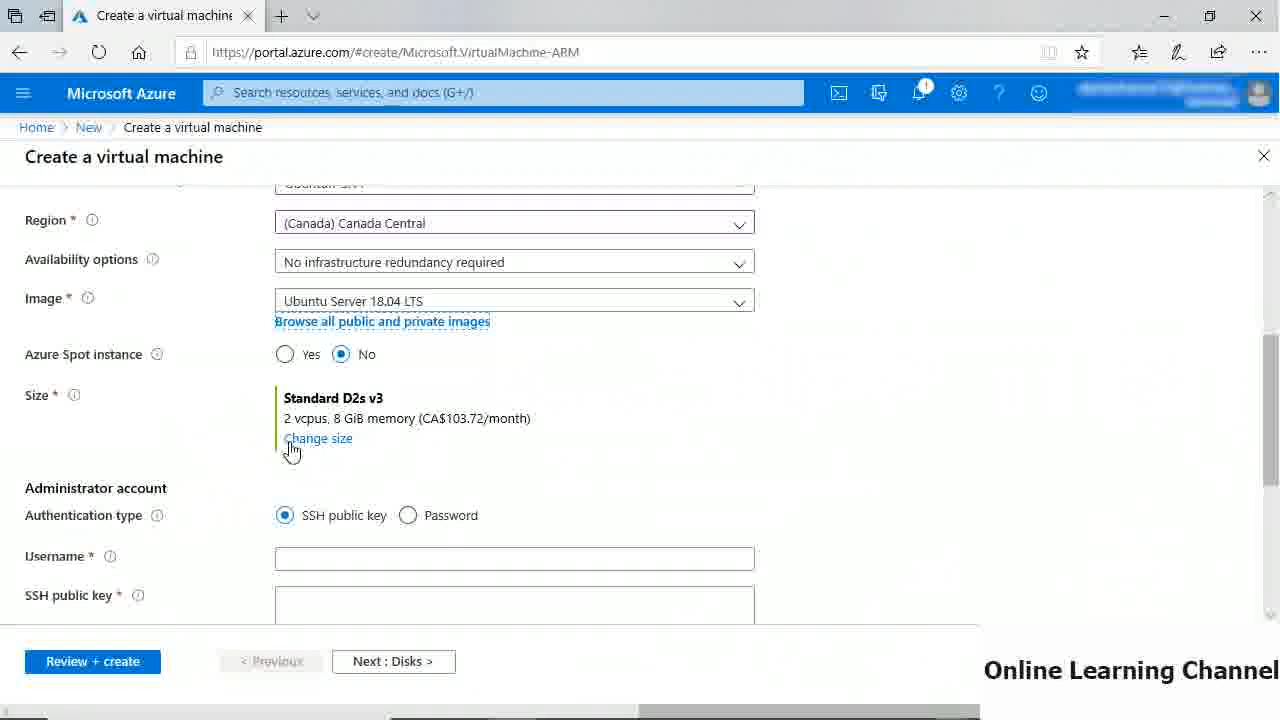 Create a virtual machine
https://portal.azure.com/#create/Microsoft.VirtualMachine-ARM
Microsoft Azure
Search resources, services, and docs (G+/)
1
Home > New > Create a virtual machine
Create a virtual machine
Region *
(Canada) Canada Central
Availability options
No infrastructure redundancy required
Image *
Ubuntu Server 18.04 LTS
Browse all public and private images
Azure Spot instance
Yes No
Size *
Standard D2s v3
2 vcpus, 8 GiB memory (CA$103.72/month)
Change size
Administrator account
Authentication type
SSH public key Password
Username *
SSH public key *
Review + create
< Previous
Next : Disks >
Online Learning Channel